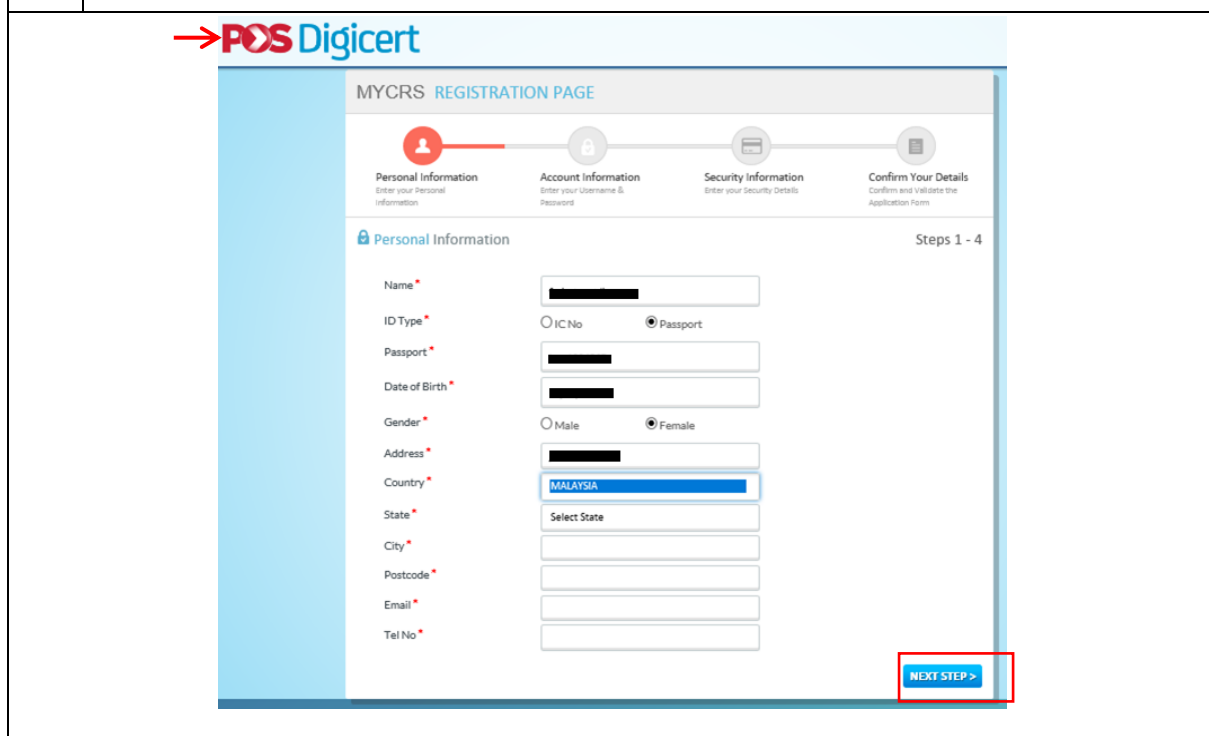 POS Digicert
MYCRS REGISTRATION PAGE
Personal Information
Enter your Personal
Information
Account Information
Enter your Username &
Password
Security Information
Enter your Security Details
Confirm Your Details
Confirm and Validate the
Application Form
Personal Information
Steps 1 - 4
Name*
ID Type*
IC No
Passport
Passport*
Date of Birth*
Gender*
Male
Female
Address*
Country*
MALAYSIA
State*
Select State
City*
Postcode*
Email*
Tel No*
NEXT STEP >